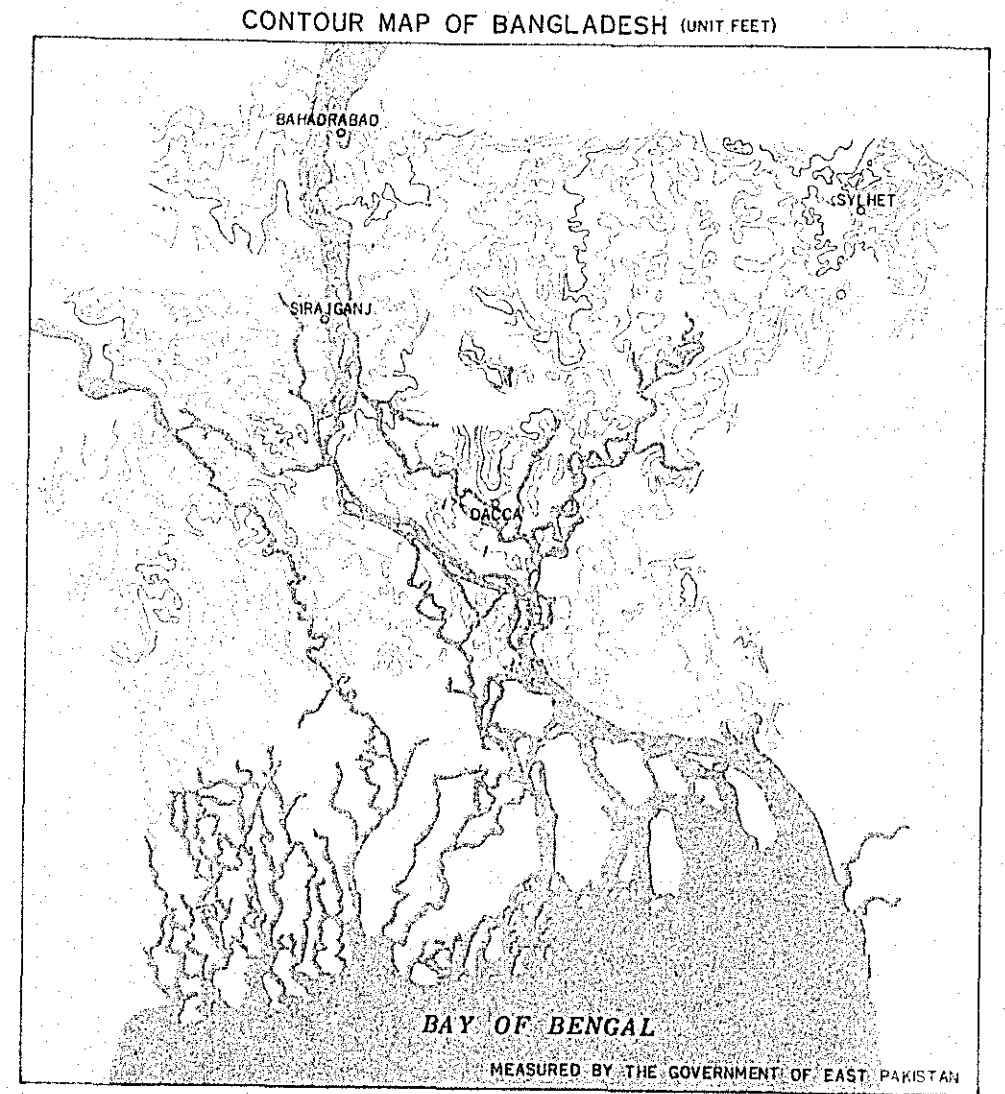 CONTOUR MAP OF BANGLADESH (UNIT FEET)
BAHADRABAD
SYLHET
SIRAJGANJ
DACCA
BAY OF BENGAL
MEASURED BY THE GOVERNMENT OF EAST PAKISTAN